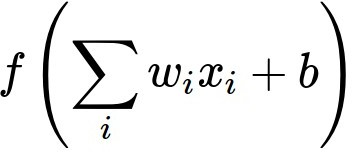 f(∑_i w_i x_i + b)